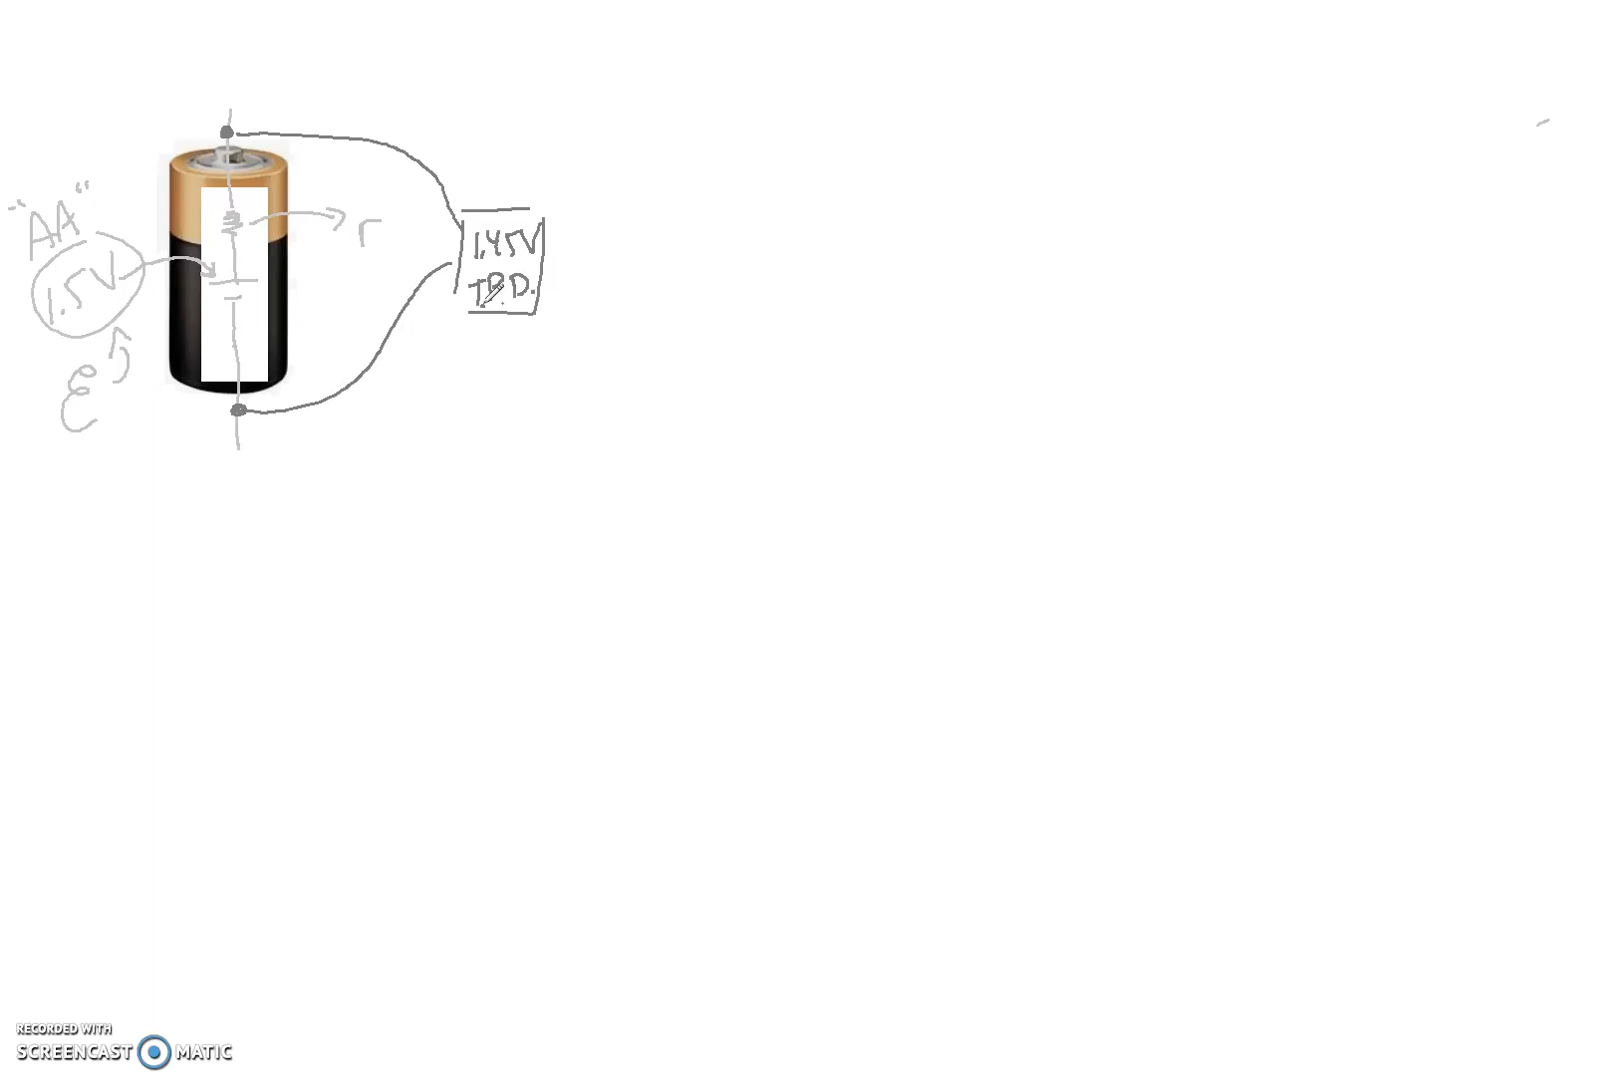 "AA"
1.5V
ε
r
1.45V
T.P.D.
RECORDED WITH
SCREENCAST MATIC